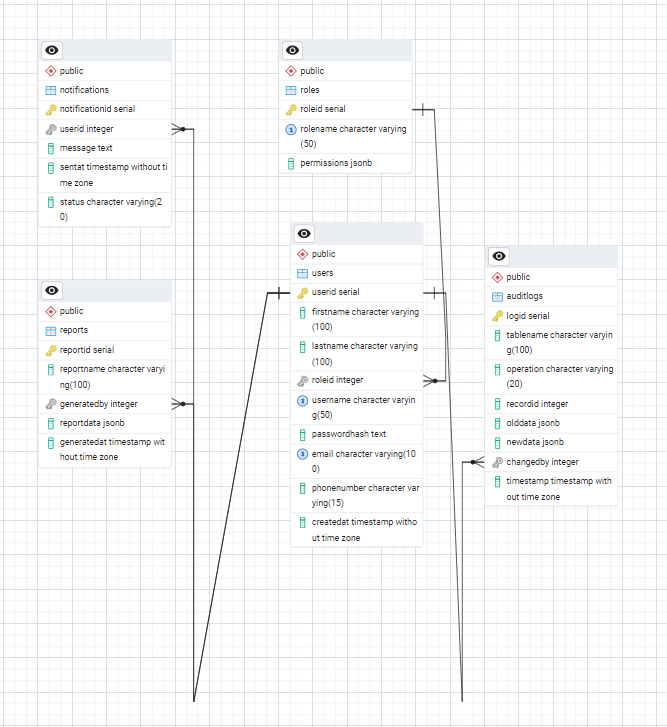 public
notifications
notificationid serial
userid integer
message text
sentat timestamp without ti
me zone
status character varying(2
0)
public
roles
roleid serial
rolename character varying
(50)
permissions jsonb
public
reports
reportid serial
reportname character varyi
ng(100)
generatedby integer
reportdata jsonb
generatedat timestamp wit
hout time zone
public
users
userid serial
firstname character varying
(100)
lastname character varying
(100)
roleid integer
username character varyin
g(50)
passwordhash text
email character varying(10
0)
phonenumber character var
ying(15)
createdat timestamp witho
ut time zone
public
auditlogs
logid serial
tablename character varyin
g(100)
operation character varying
(20)
recordid integer
olddata jsonb
newdata jsonb
changedby integer
timestamp timestamp with
out time zone